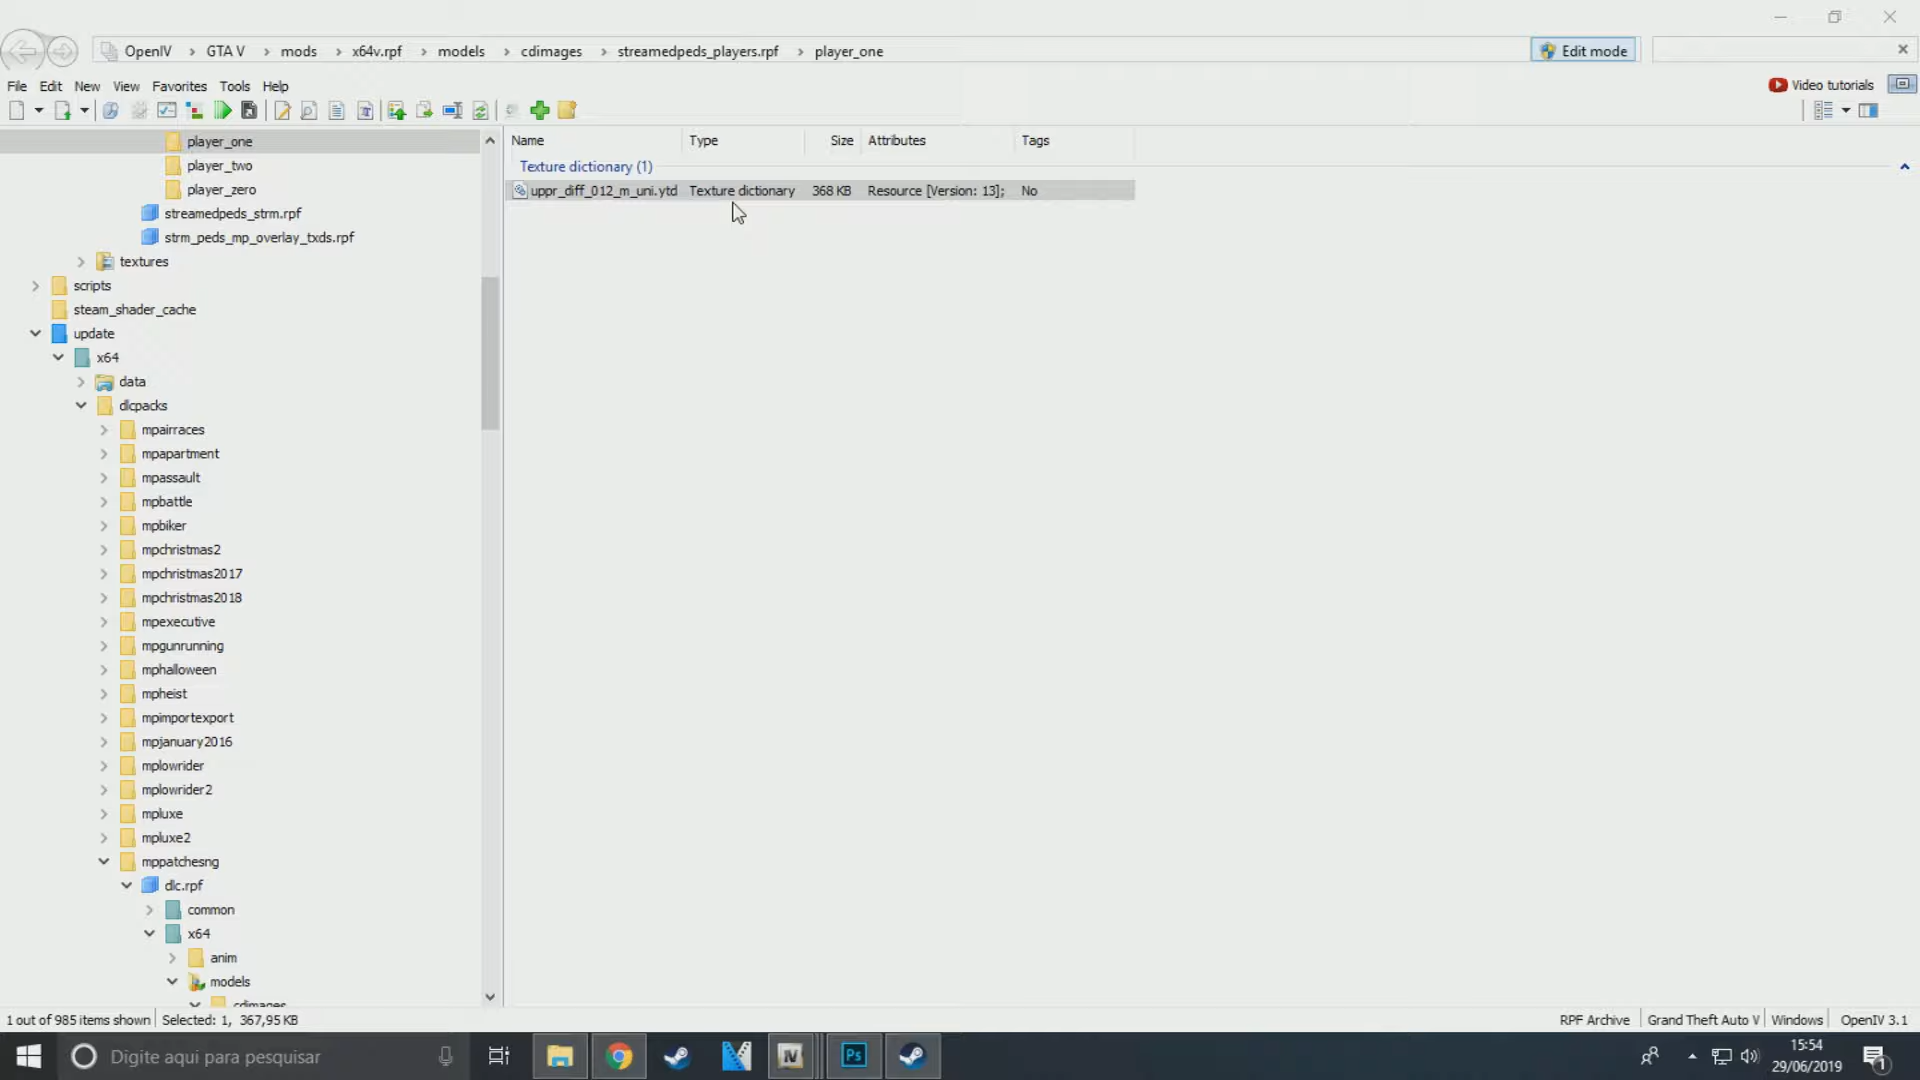 OpenIV › GTA V › mods › x64v.rpf › models › cdimages › streamedpeds_players.rpf › player_one
Edit mode
File Edit New View Favorites Tools Help
Video tutorials
Name Type Size Attributes Tags
Texture dictionary (1)
uppr_diff_012_m_uni.ytd Texture dictionary 368 KB Resource [Version: 13]; No
player_one
player_two
player_zero
streamedpeds_strm.rpf
strm_peds_mp_overlay_txds.rpf
textures
scripts
steam_shader_cache
update
x64
data
dlcpacks
mpairraces
mpapartment
mpassault
mpbattle
mpbiker
mpchristmas2
mpchristmas2017
mpchristmas2018
mpexecutive
mpgunrunning
mphalloween
mpheist
mpimportexport
mpjanuary2016
mplowrider
mplowrider2
mpluxe
mpluxe2
mppatchesng
dlc.rpf
common
x64
anim
models
cdimages
1 out of 985 items shown Selected: 1, 367,95 KB
RPF Archive Grand Theft Auto V Windows OpenIV 3.1
Digite aqui para pesquisar
IV
Ps
15:54
29/06/2019
1